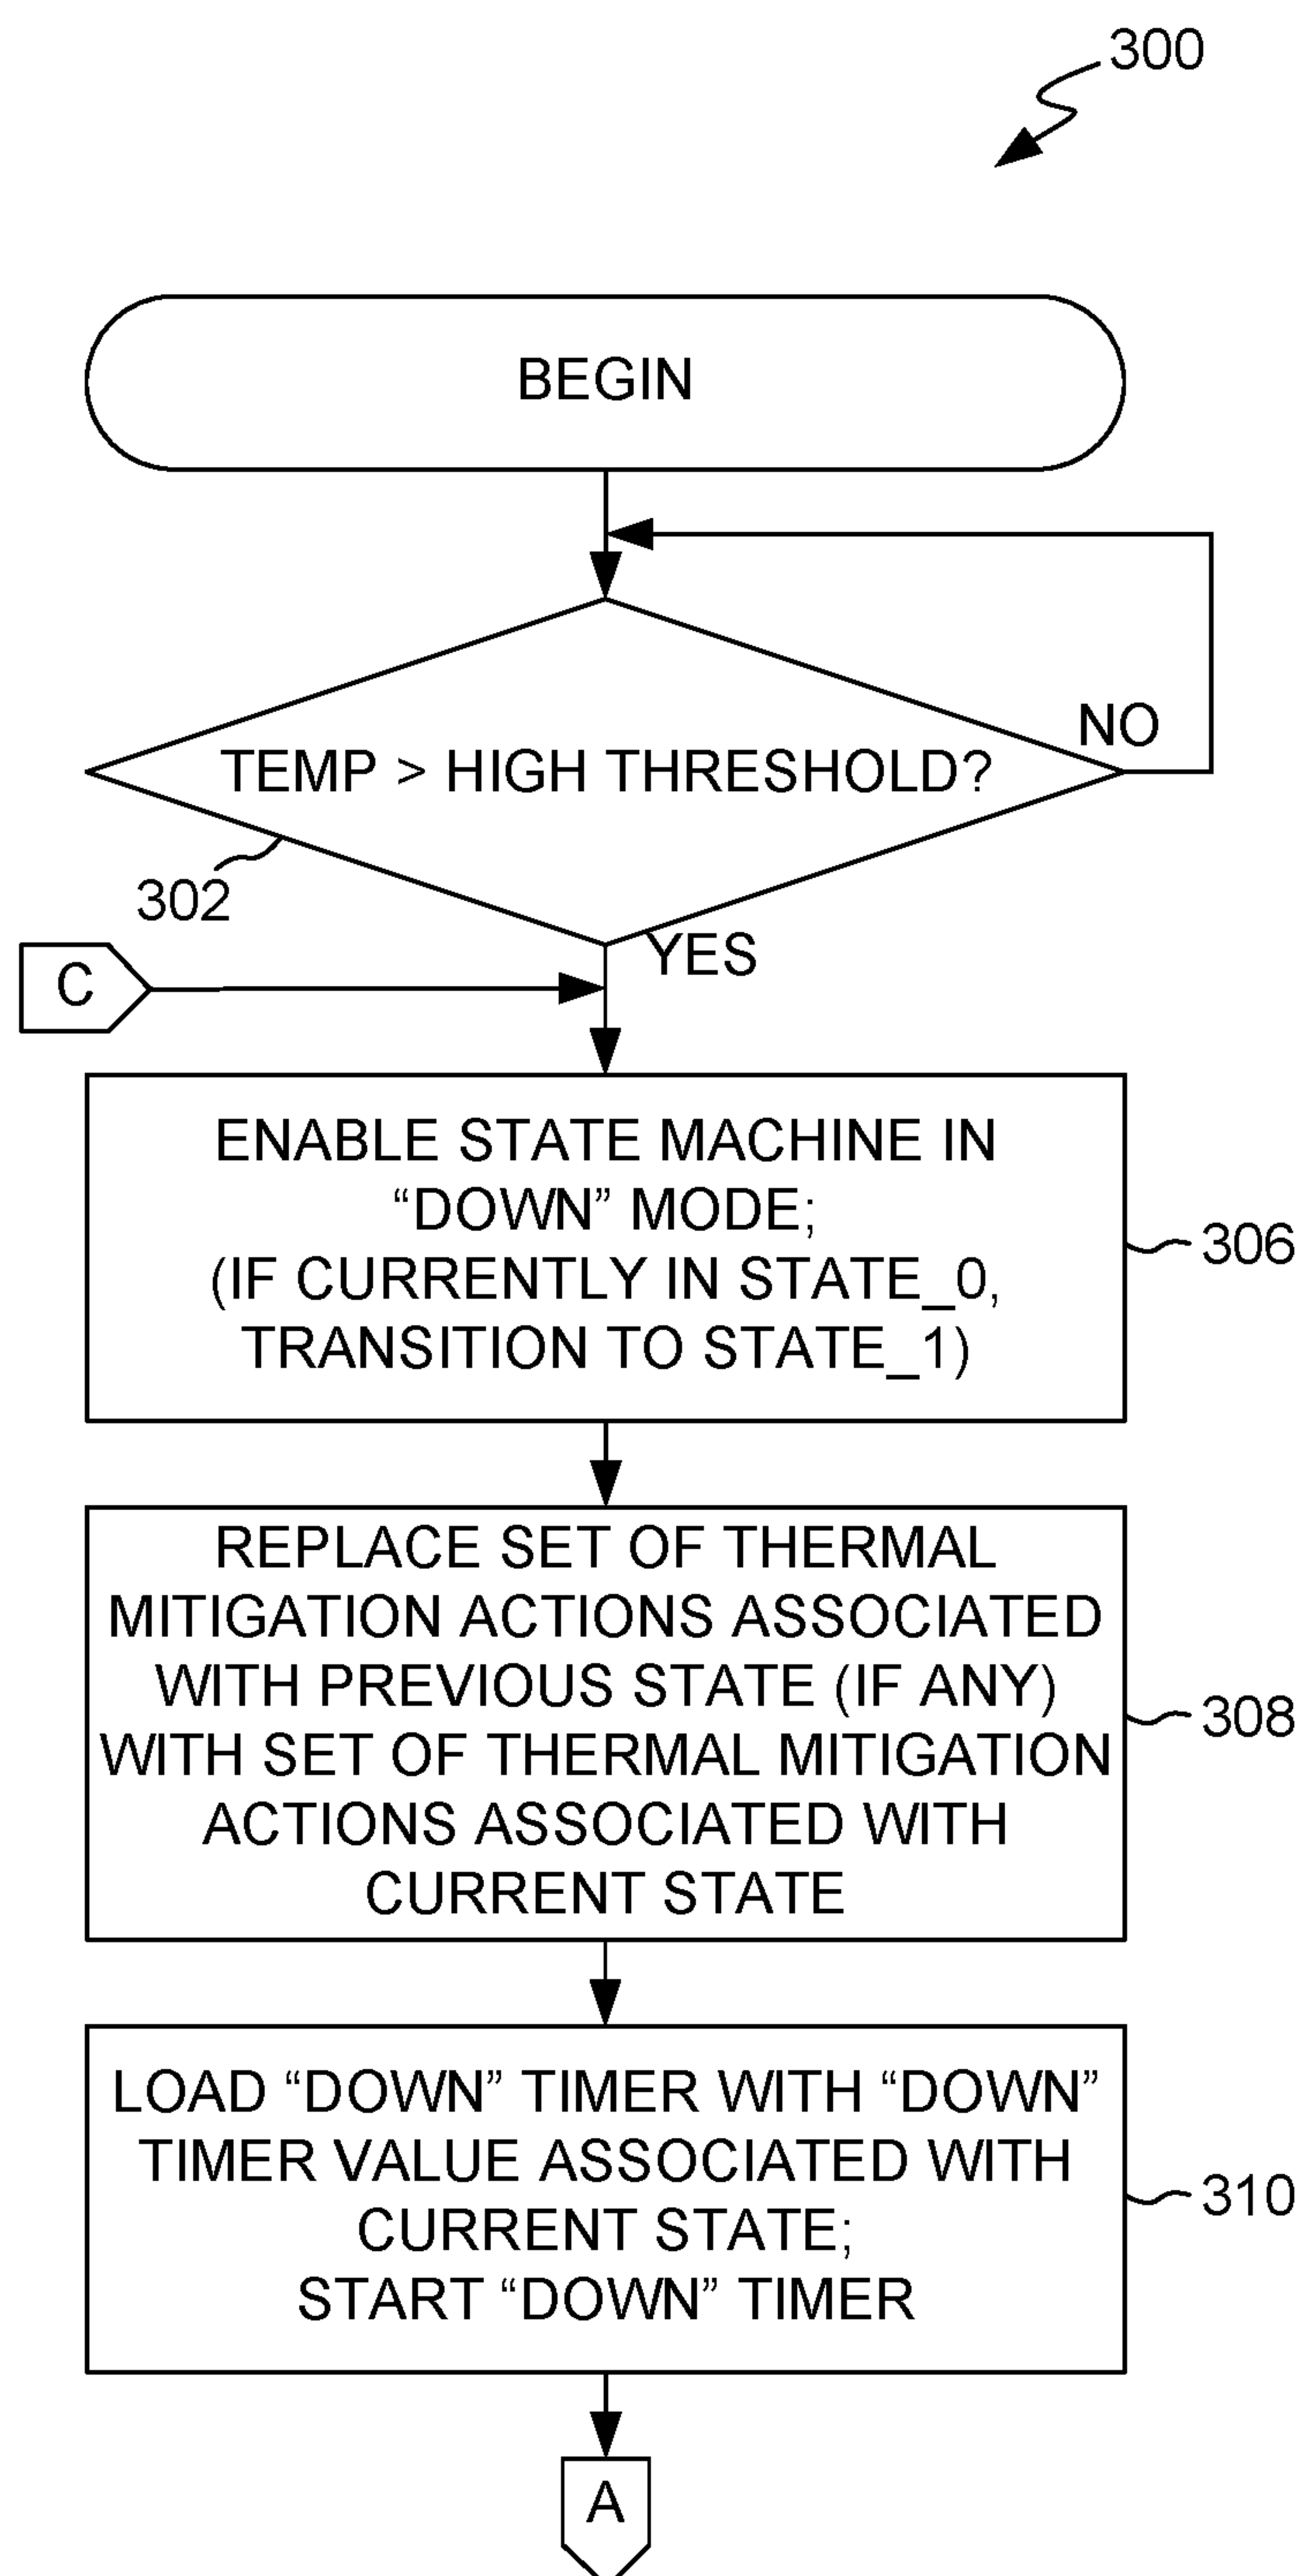 300
BEGIN
NO
TEMP > HIGH THRESHOLD?
302
YES
C
ENABLE STATE MACHINE IN
“DOWN” MODE;
(IF CURRENTLY IN STATE_0,
TRANSITION TO STATE_1)
306
REPLACE SET OF THERMAL
MITIGATION ACTIONS ASSOCIATED
WITH PREVIOUS STATE (IF ANY)
WITH SET OF THERMAL MITIGATION
ACTIONS ASSOCIATED WITH
CURRENT STATE
308
LOAD “DOWN” TIMER WITH “DOWN”
TIMER VALUE ASSOCIATED WITH
CURRENT STATE;
START “DOWN” TIMER
310
A